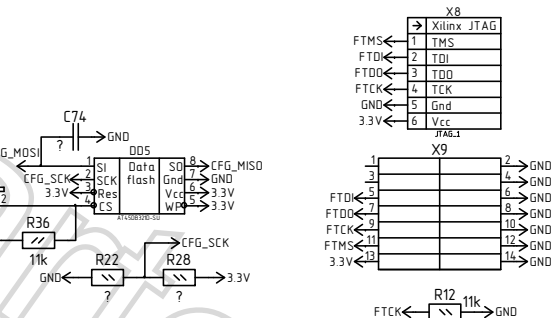 X8
Xilinx JTAG
FTMS 1 TMS
FTDI 2 TDI
FTDO 3 TDO
FTCK 4 TCK
GND 5 Gnd
3.3V 6 Vcc
JTAG_1
C74
?
GND
DD5
G_MOSI 1 SI Data SO 8 CFG_MISO
CFG_SCK 2 SCK flash Gnd 7 GND
3.3V 3 Res Vcc 6 3.3V
4 CS WP 5 3.3V
AT45DB321D-SU
2
R36
11k
CFG_SCK
R22
R28
GND
3.3V
?
?
X9
1 2 GND
3 4 GND
FTDI 5 6 GND
FTDO 7 8 GND
FTCK 9 10 GND
FTMS 11 12 GND
3.3V 13 14 GND
R12
11k
FTCK
GND